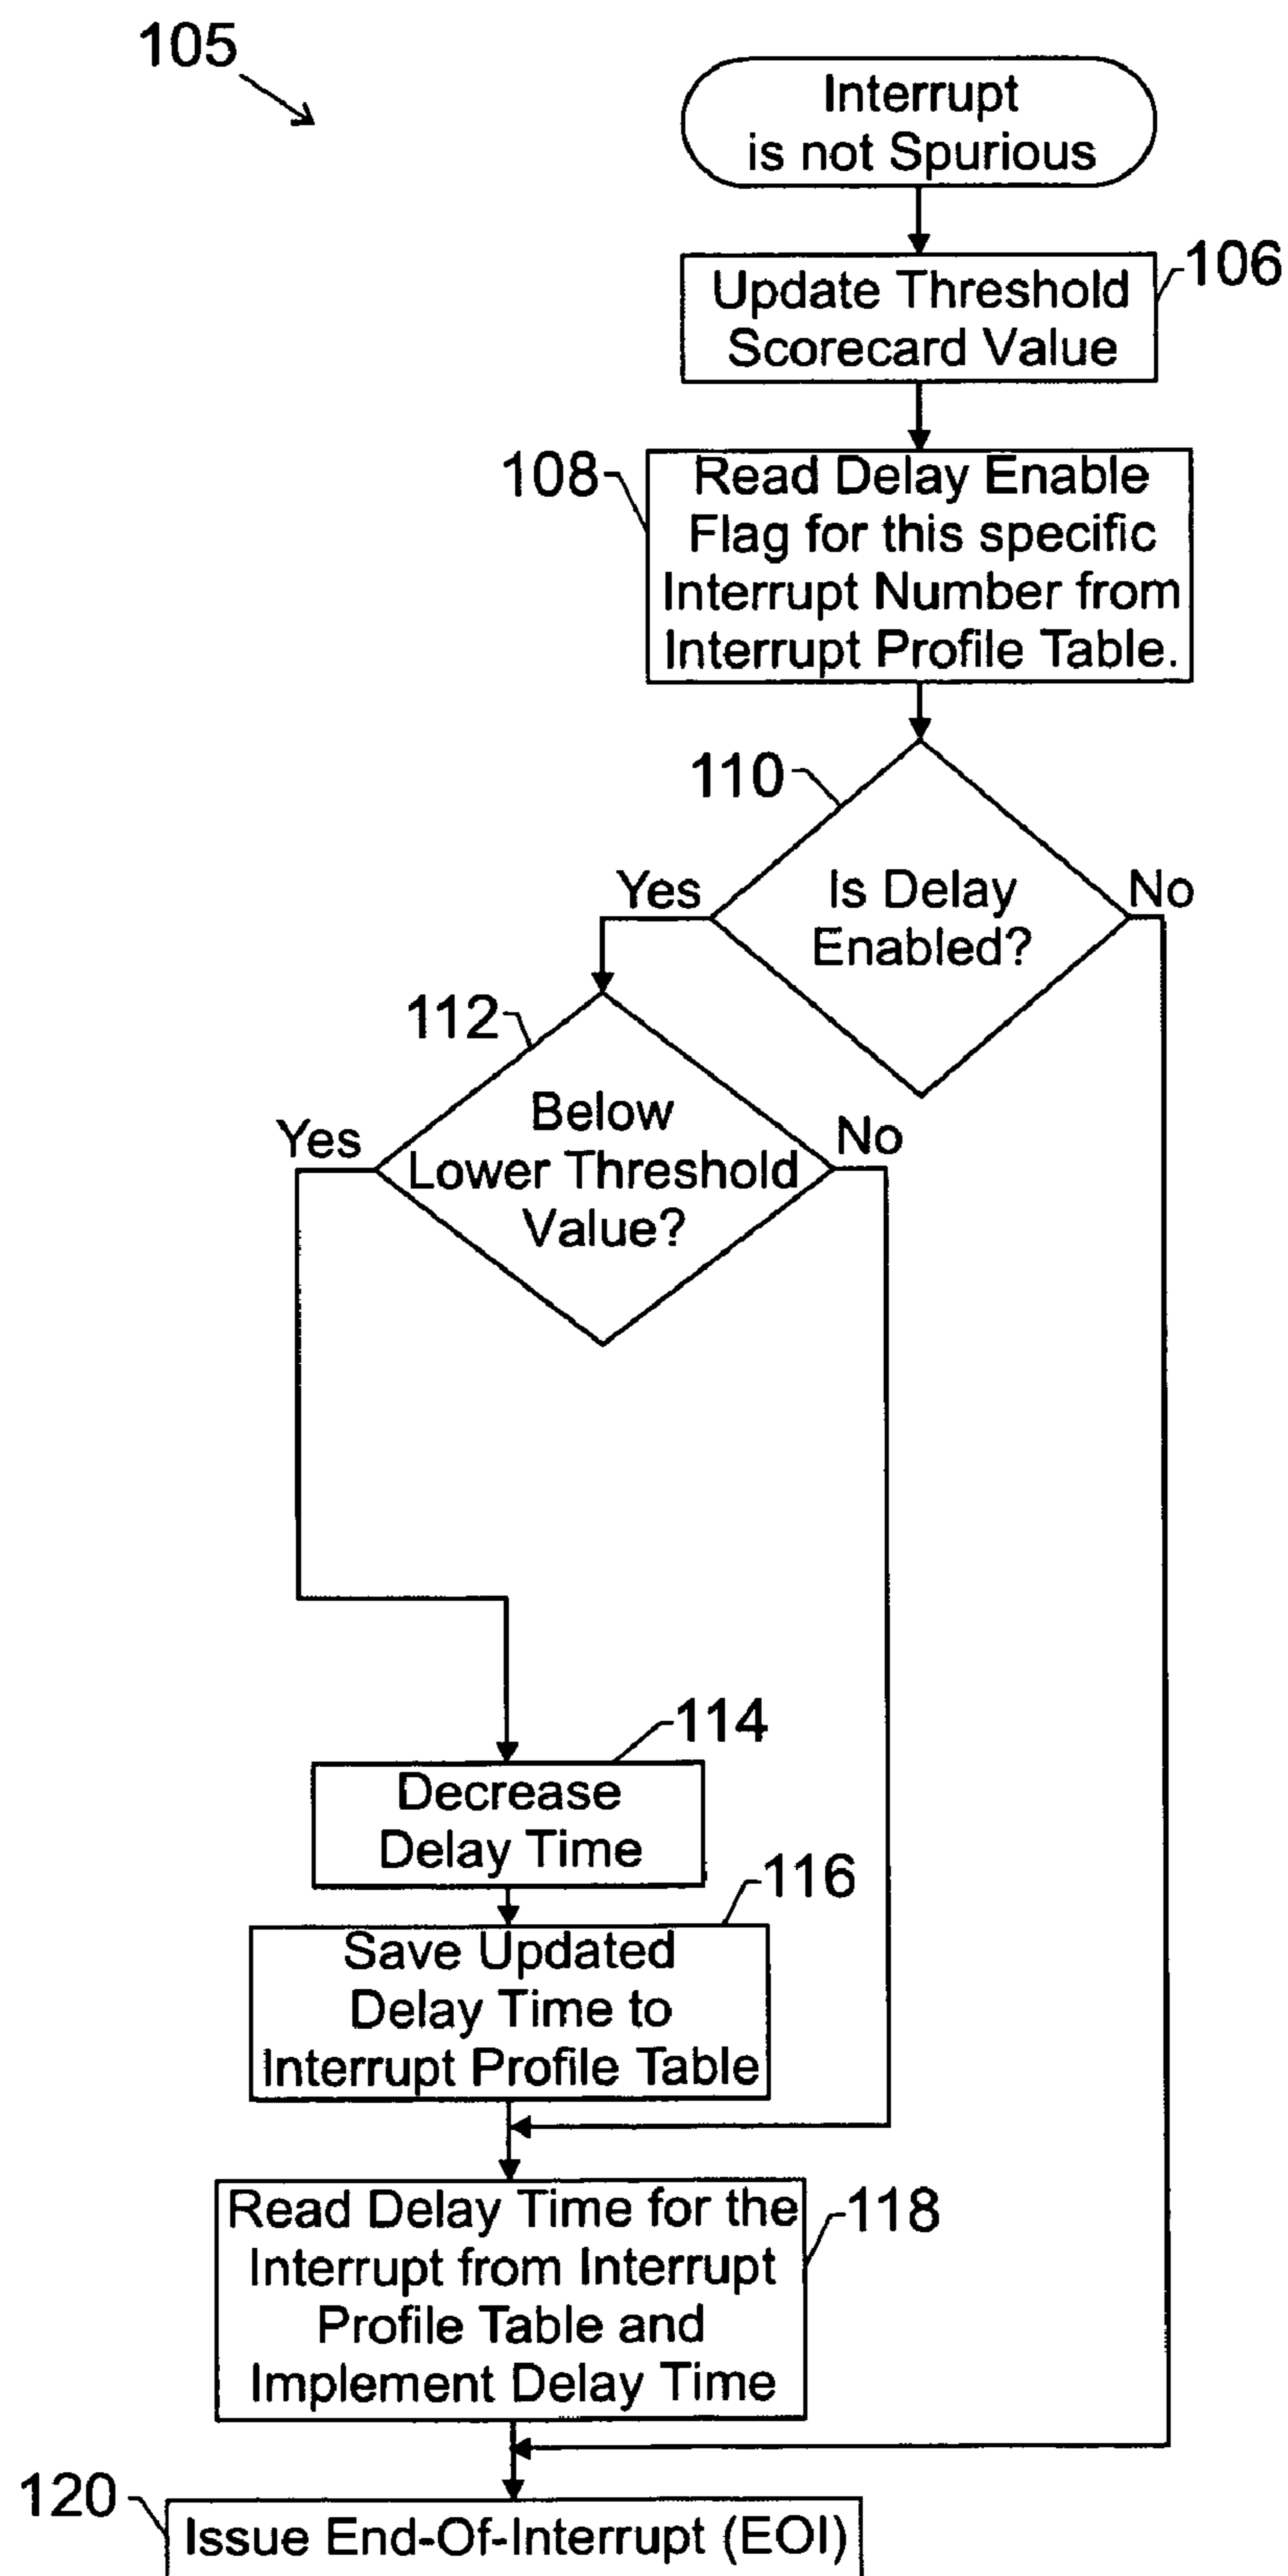 105
Interrupt
is not Spurious
Update Threshold
Scorecard Value
106
108
Read Delay Enable
Flag for this specific
Interrupt Number from
Interrupt Profile Table.
110
Is Delay
Enabled?
Yes
No
112
Below
Lower Threshold
Value?
Yes
No
114
Decrease
Delay Time
116
Save Updated
Delay Time to
Interrupt Profile Table
Read Delay Time for the
Interrupt from Interrupt
Profile Table and
Implement Delay Time
118
120
Issue End-Of-Interrupt (EOI)